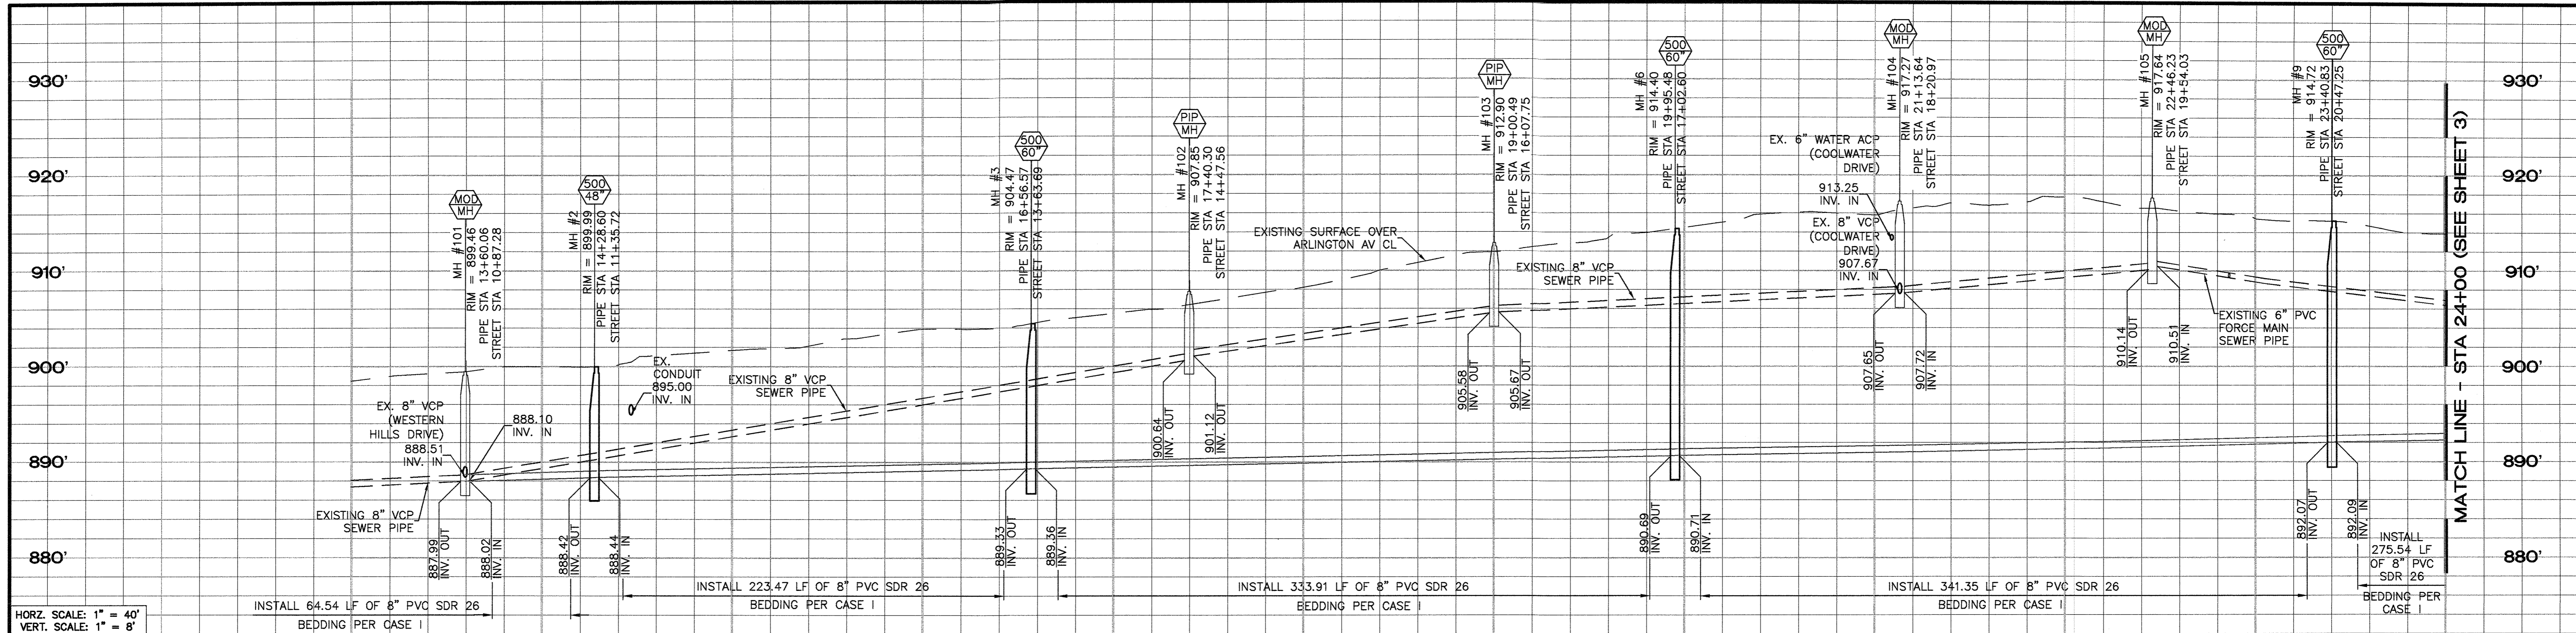 930'
920'
910'
900'
890'
880'
HORZ. SCALE: 1" = 40'
VERT. SCALE: 1" = 8'
MOD
MH
MH #101
RIM = 899.46
PIPE STA 13+60.06
STREET STA 10+87.28
EX. 8" VCP
(WESTERN
HILLS DRIVE)
888.51
INV. IN
888.10
INV. IN
EXISTING 8" VCP
SEWER PIPE
887.99
INV. OUT
888.02
INV. IN
INSTALL 64.54 LF OF 8" PVC SDR 26
BEDDING PER CASE I
500
48"
MH #2
RIM = 899.99
PIPE STA 14+28.60
STREET STA 11+35.72
EX.
CONDUIT
895.00
INV. IN
888.42
INV. OUT
888.44
INV. IN
EXISTING 8" VCP
SEWER PIPE
INSTALL 223.47 LF OF 8" PVC SDR 26
BEDDING PER CASE I
500
60"
MH #3
RIM = 904.47
PIPE STA 16+56.57
STREET STA 13+63.69
889.33
INV. OUT
889.36
INV. IN
PIP
MH
MH #102
RIM = 907.85
PIPE STA 17+40.30
STREET STA 14+47.56
900.64
INV. OUT
901.12
INV. OUT
EXISTING SURFACE OVER
ARLINGTON AV CL
INSTALL 333.91 LF OF 8" PVC SDR 26
BEDDING PER CASE I
PIP
MH
MH #103
RIM = 912.90
PIPE STA 19+00.49
STREET STA 16+07.75
905.58
INV. OUT
905.67
INV. OUT
EXISTING 8" VCP
SEWER PIPE
500
60"
MH #6
RIM = 914.40
PIPE STA 19+95.48
STREET STA 17+02.60
890.69
INV. OUT
890.71
INV. IN
EX. 6" WATER ACP
(COOLWATER
DRIVE)
913.25
INV. IN
EX. 8" VCP
(COOLWATER
DRIVE)
907.67
INV. IN
MOD
MH
MH #104
RIM = 917.27
PIPE STA 21+13.64
STREET STA 18+20.97
907.65
INV. OUT
907.72
INV. IN
INSTALL 341.35 LF OF 8" PVC SDR 26
BEDDING PER CASE I
MOD
MH
MH #105
RIM = 917.64
PIPE STA 22+46.23
STREET STA 19+54.03
910.14
INV. OUT
910.51
INV. IN
EXISTING 6" PVC
FORCE MAIN
SEWER PIPE
500
60"
MH #9
RIM = 914.72
PIPE STA 23+40.83
STREET STA 20+47.25
892.07
INV. OUT
892.09
INV. IN
INSTALL
275.54 LF
OF 8" PVC
SDR 26
BEDDING PER
CASE I
MATCH LINE - STA 24+00 (SEE SHEET 3)
930'
920'
910'
900'
890'
880'